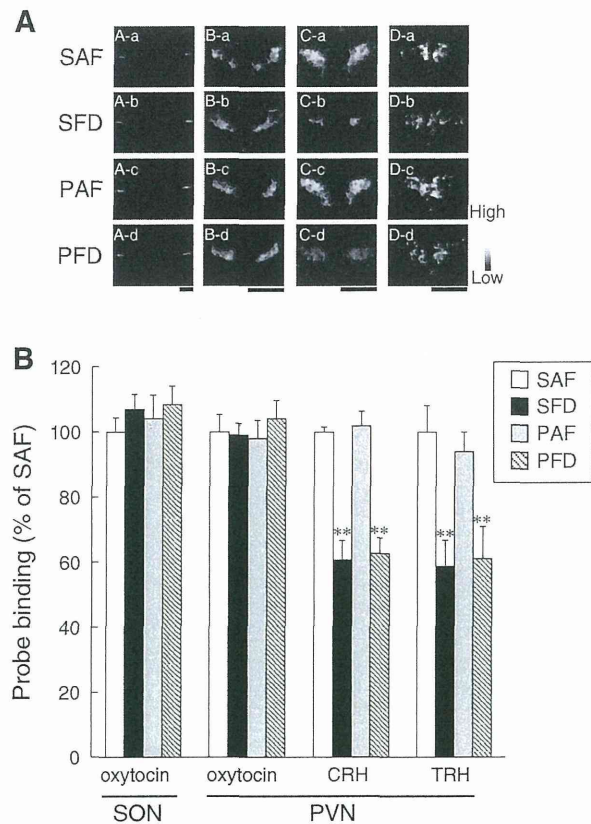 A
SAF A-a B-a C-a D-a
SFD A-b B-b C-b D-b
PAF A-c B-c C-c D-c
High
PFD A-d B-d C-d D-d
Low
B
120
100
80
60
40
20
0
Probe binding (% of SAF)
SAF
SFD
PAF
PFD
** ** ** **
oxytocin oxytocin CRH TRH
SON PVN